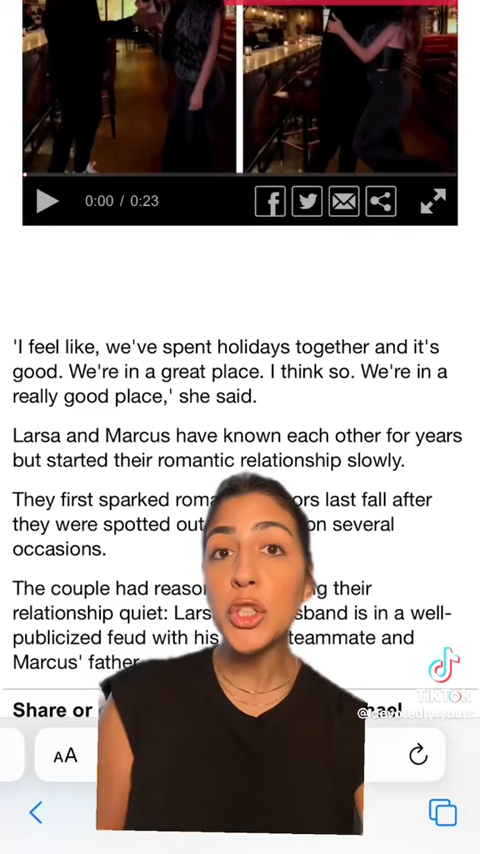 0:00 / 0:23
'I feel like, we've spent holidays together and it's
good. We're in a great place. I think so. We're in a
really good place,' she said.
Larsa and Marcus have known each other for years
but started their romantic relationship slowly.
They first sparked roma ors last fall after
they were spotted out on several
occasions.
The couple had reaso g their
relationship quiet: Lars sband is in a well-
publicized feud with his teammate and
Marcus' father
Share or
TikTok
@devotedly.yours
AA